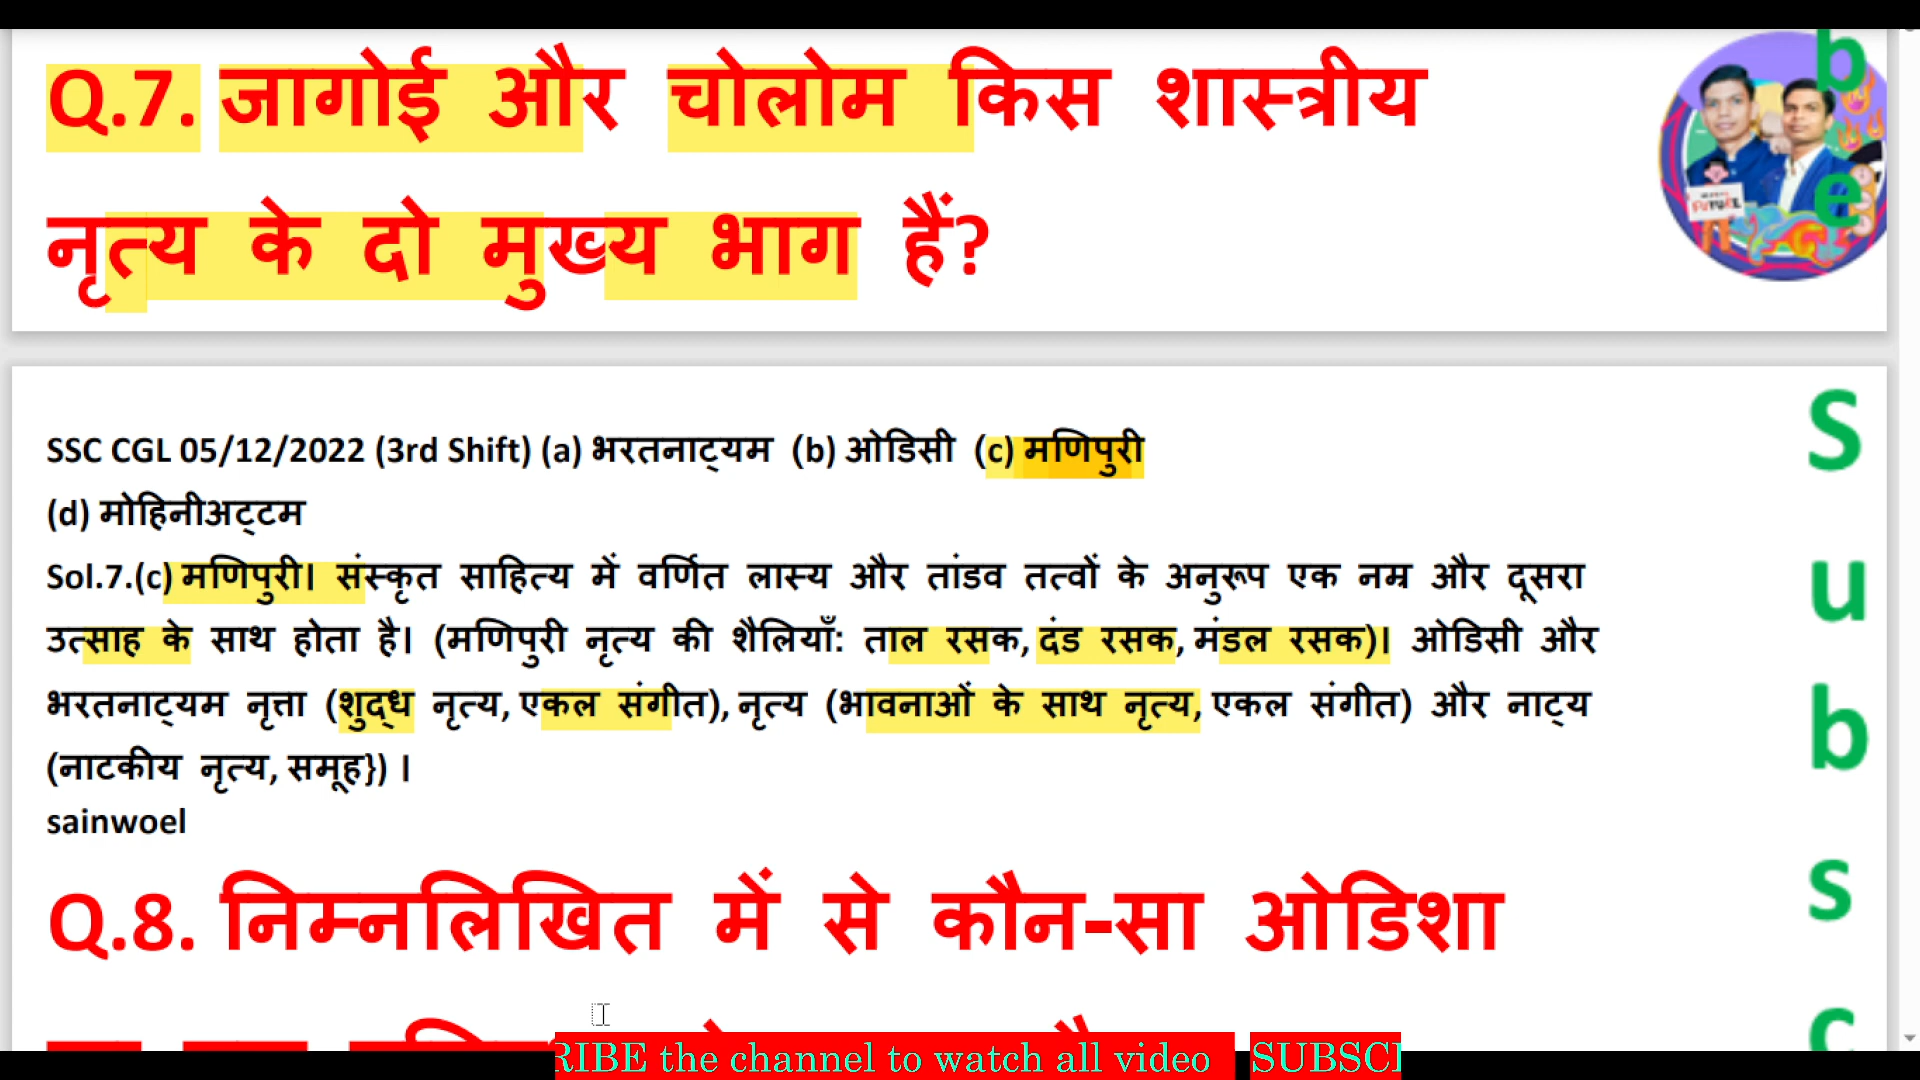 Q.7. जागोई और चोलोम किस शास्त्रीय
नृत्य के दो मुख्य भाग हैं?
SSC CGL 05/12/2022 (3rd Shift) (a) भरतनाट्यम (b) ओडिसी (c) मणिपुरी
(d) मोहिनीअट्टम
Sol.7.(c) मणिपुरी। संस्कृत साहित्य में वर्णित लास्य और तांडव तत्वों के अनुरूप एक नम्र और दूसरा
उत्साह के साथ होता है। (मणिपुरी नृत्य की शैलियाँ: ताल रसक, दंड रसक, मंडल रसक)। ओडिसी और
भरतनाट्यम नृत्ता (शुद्ध नृत्य, एकल संगीत), नृत्य (भावनाओं के साथ नृत्य, एकल संगीत) और नाट्य
(नाटकीय नृत्य, समूह}) ।
sainwoel
Q.8. निम्नलिखित में से कौन-सा ओडिशा
RIBE the channel to watch all video SUBSCI
b
e
S
u
b
s
c